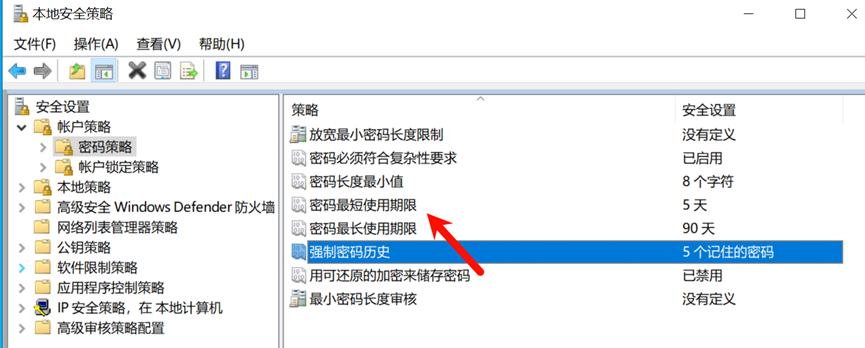 本地安全策略
文件(F) 操作(A) 查看(V) 帮助(H)
安全设置
帐户策略
密码策略
帐户锁定策略
本地策略
高级安全 Windows Defender 防火墙
网络列表管理器策略
公钥策略
软件限制策略
应用程序控制策略
IP 安全策略，在 本地计算机
高级审核策略配置
策略 安全设置
放宽最小密码长度限制 没有定义
密码必须符合复杂性要求 已启用
密码长度最小值 8 个字符
密码最短使用期限 5 天
密码最长使用期限 90 天
强制密码历史 5 个记住的密码
用可还原的加密来储存密码 已禁用
最小密码长度审核 没有定义